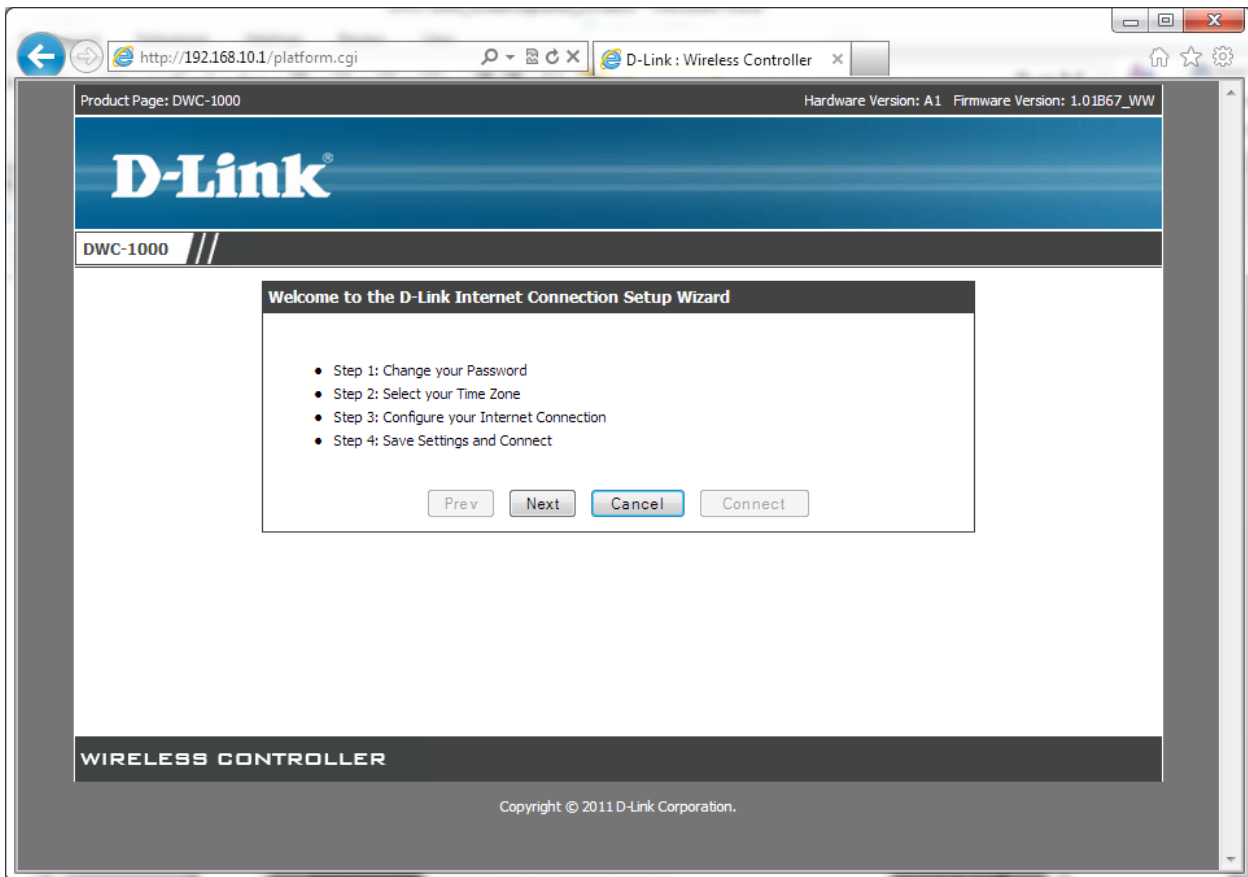 http://192.168.10.1/platform.cgi
D-Link : Wireless Controller
Product Page: DWC-1000
Hardware Version: A1 Firmware Version: 1.01B67_WW
D-Link®
DWC-1000
Welcome to the D-Link Internet Connection Setup Wizard
• Step 1: Change your Password
• Step 2: Select your Time Zone
• Step 3: Configure your Internet Connection
• Step 4: Save Settings and Connect
Prev Next Cancel Connect
WIRELESS CONTROLLER
Copyright © 2011 D-Link Corporation.